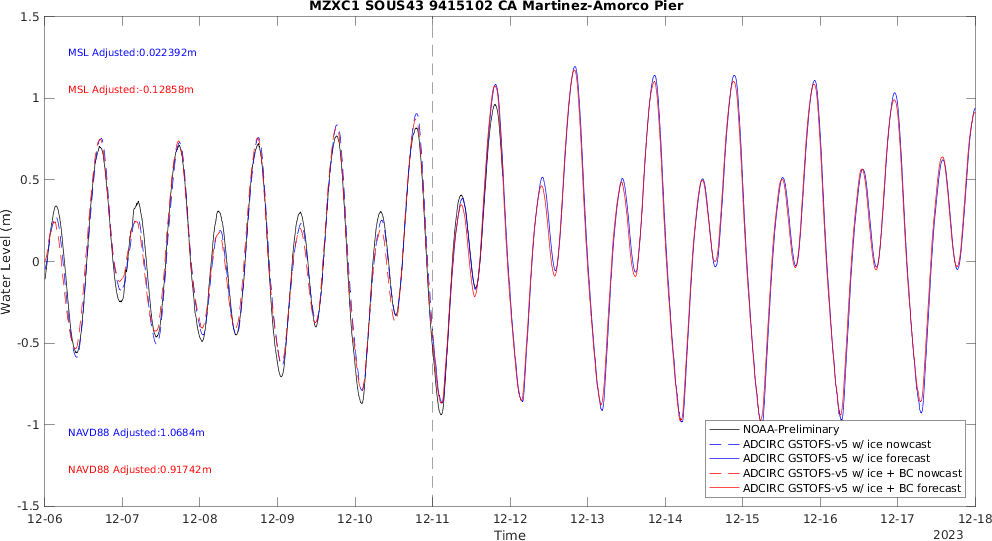 MZXC1 SOUS43 9415102 CA Martinez-Amorco Pier
1.5
MSL Adjusted:0.022392m
MSL Adjusted:-0.12858m
1
0.5
0
-0.5
-1
-1.5
Water Level (m)
NAVD88 Adjusted:1.0684m
NAVD88 Adjusted:0.91742m
NOAA-Preliminary
ADCIRC GSTOFS-v5 w/ ice nowcast
ADCIRC GSTOFS-v5 w/ ice forecast
ADCIRC GSTOFS-v5 w/ ice + BC nowcast
ADCIRC GSTOFS-v5 w/ ice + BC forecast
12-06 12-07 12-08 12-09 12-10 12-11 12-12 12-13 12-14 12-15 12-16 12-17 12-18
Time
2023